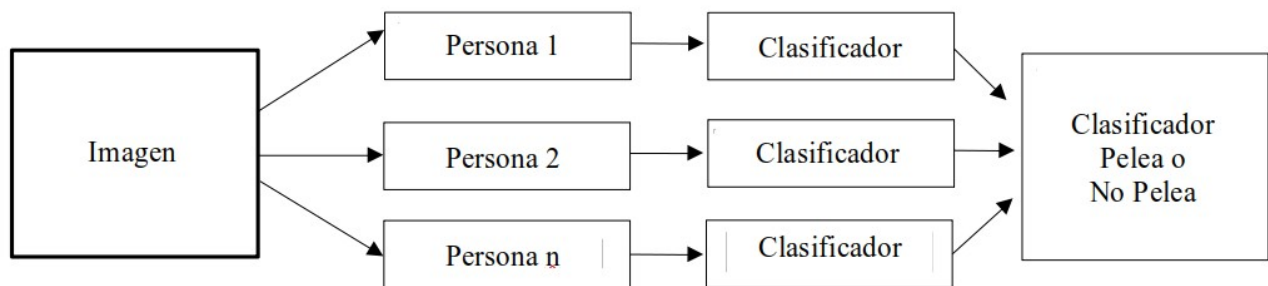 Imagen
Persona 1
Clasificador
Persona 2
Clasificador
Persona n
Clasificador
Clasificador
Pelea o
No Pelea